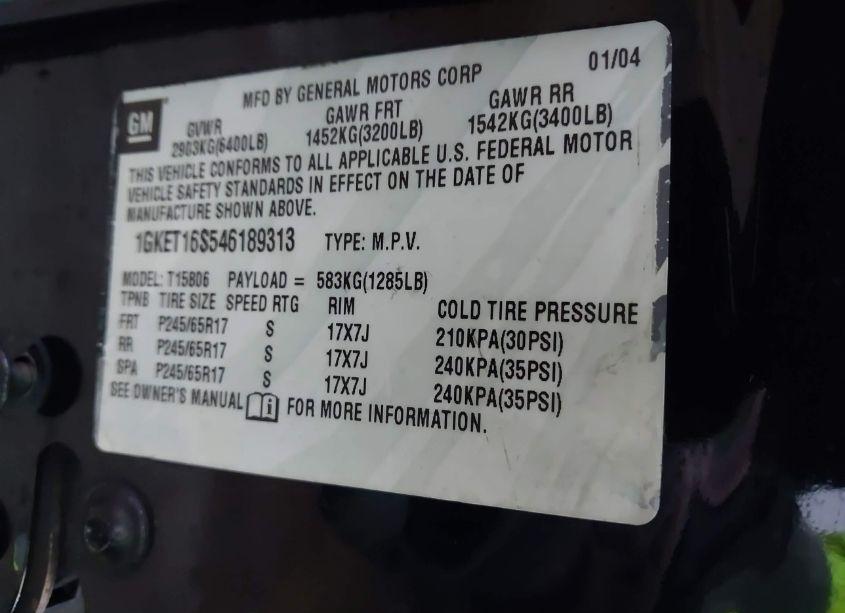 MFD BY GENERAL MOTORS CORP 01/04
GM
GVWR GAWR FRT GAWR RR
2903KG(6400LB) 1452KG(3200LB) 1542KG(3400LB)
THIS VEHICLE CONFORMS TO ALL APPLICABLE U.S. FEDERAL MOTOR
VEHICLE SAFETY STANDARDS IN EFFECT ON THE DATE OF
MANUFACTURE SHOWN ABOVE.
1GKET16S546189313 TYPE: M.P.V.
MODEL: T15806 PAYLOAD = 583KG(1285LB)
TPNB TIRE SIZE SPEED RTG RIM COLD TIRE PRESSURE
FRT P245/65R17 S 17X7J 210KPA(30PSI)
RR P245/65R17 S 17X7J 240KPA(35PSI)
SPA P245/65R17 S 17X7J 240KPA(35PSI)
SEE OWNER'S MANUAL i FOR MORE INFORMATION.